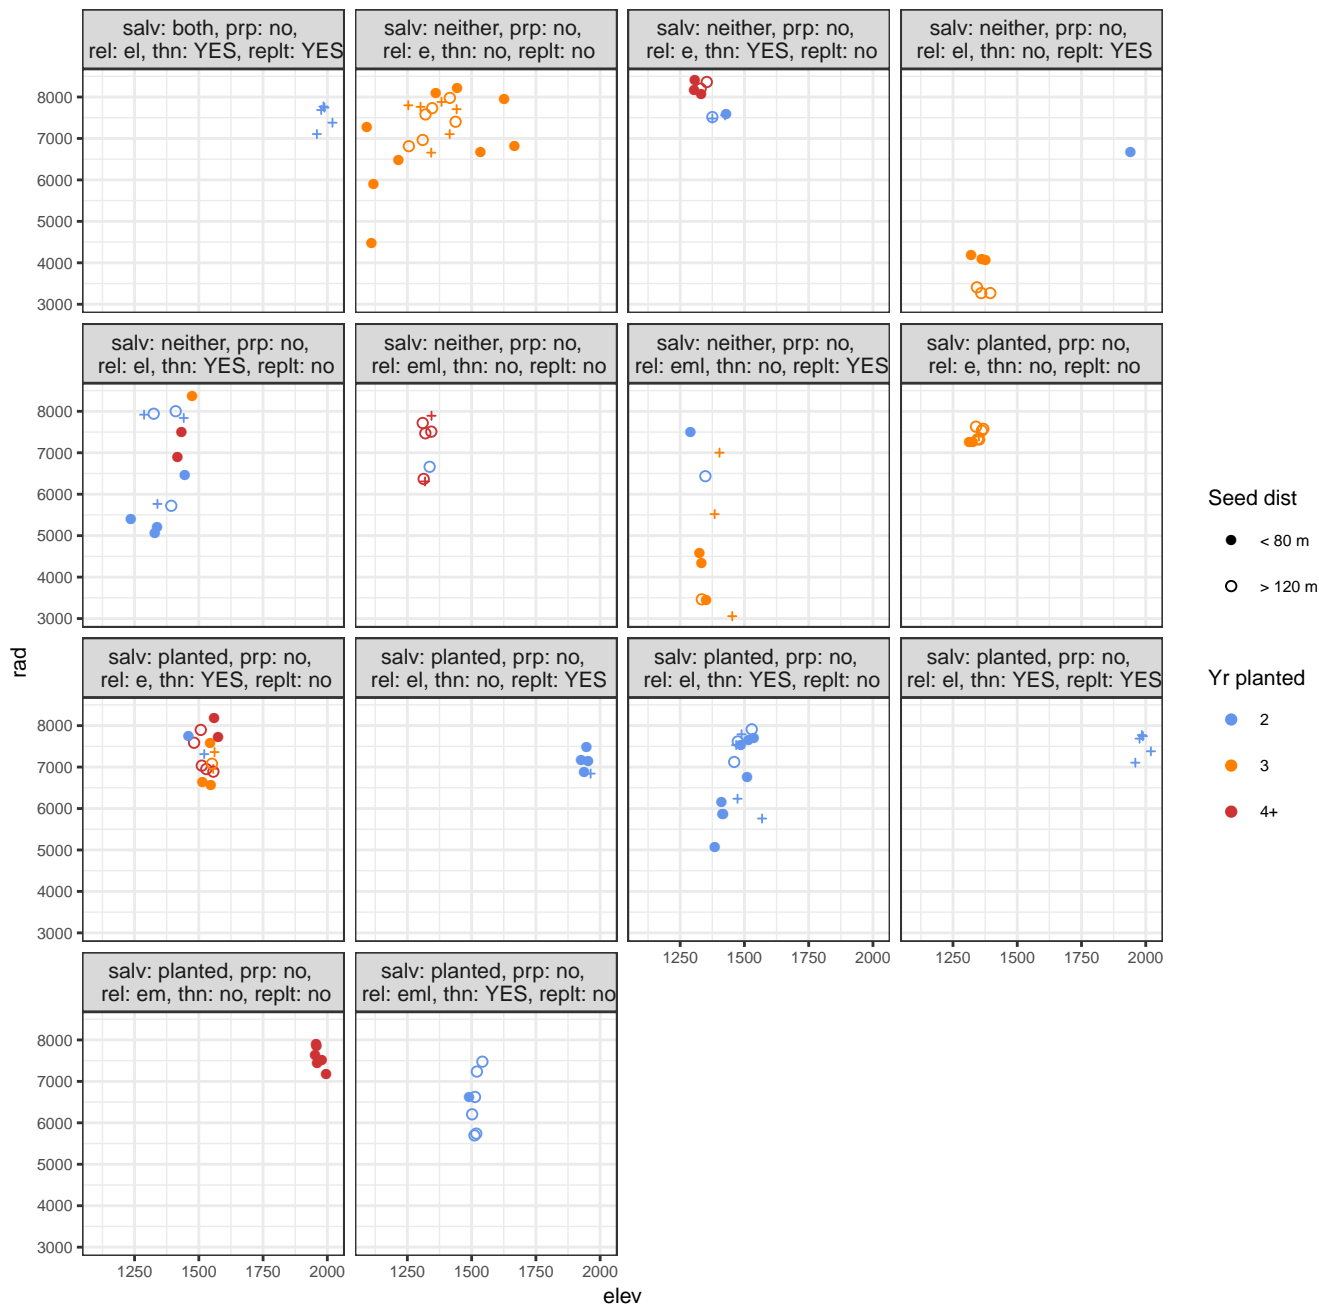 salv: both, prp: no,
rel: el, thn: YES, replt: YES
salv: neither, prp: no,
rel: e, thn: no, replt: no
salv: neither, prp: no,
rel: e, thn: YES, replt: no
salv: neither, prp: no,
rel: el, thn: no, replt: YES
8000
7000
6000
5000
4000
3000
salv: neither, prp: no,
rel: el, thn: YES, replt: no
salv: neither, prp: no,
rel: eml, thn: no, replt: no
salv: neither, prp: no,
rel: eml, thn: no, replt: YES
salv: planted, prp: no,
rel: e, thn: no, replt: no
8000
7000
6000
5000
4000
3000
salv: planted, prp: no,
rel: e, thn: YES, replt: no
salv: planted, prp: no,
rel: el, thn: no, replt: YES
salv: planted, prp: no,
rel: el, thn: YES, replt: no
salv: planted, prp: no,
rel: el, thn: YES, replt: YES
8000
7000
6000
5000
4000
3000
1250 1500 1750 2000
1250 1500 1750 2000
salv: planted, prp: no,
rel: em, thn: no, replt: no
salv: planted, prp: no,
rel: eml, thn: YES, replt: no
8000
7000
6000
5000
4000
3000
1250 1500 1750 2000
1250 1500 1750 2000
elev
rad
Seed dist
< 80 m
> 120 m
Yr planted
2
3
4+